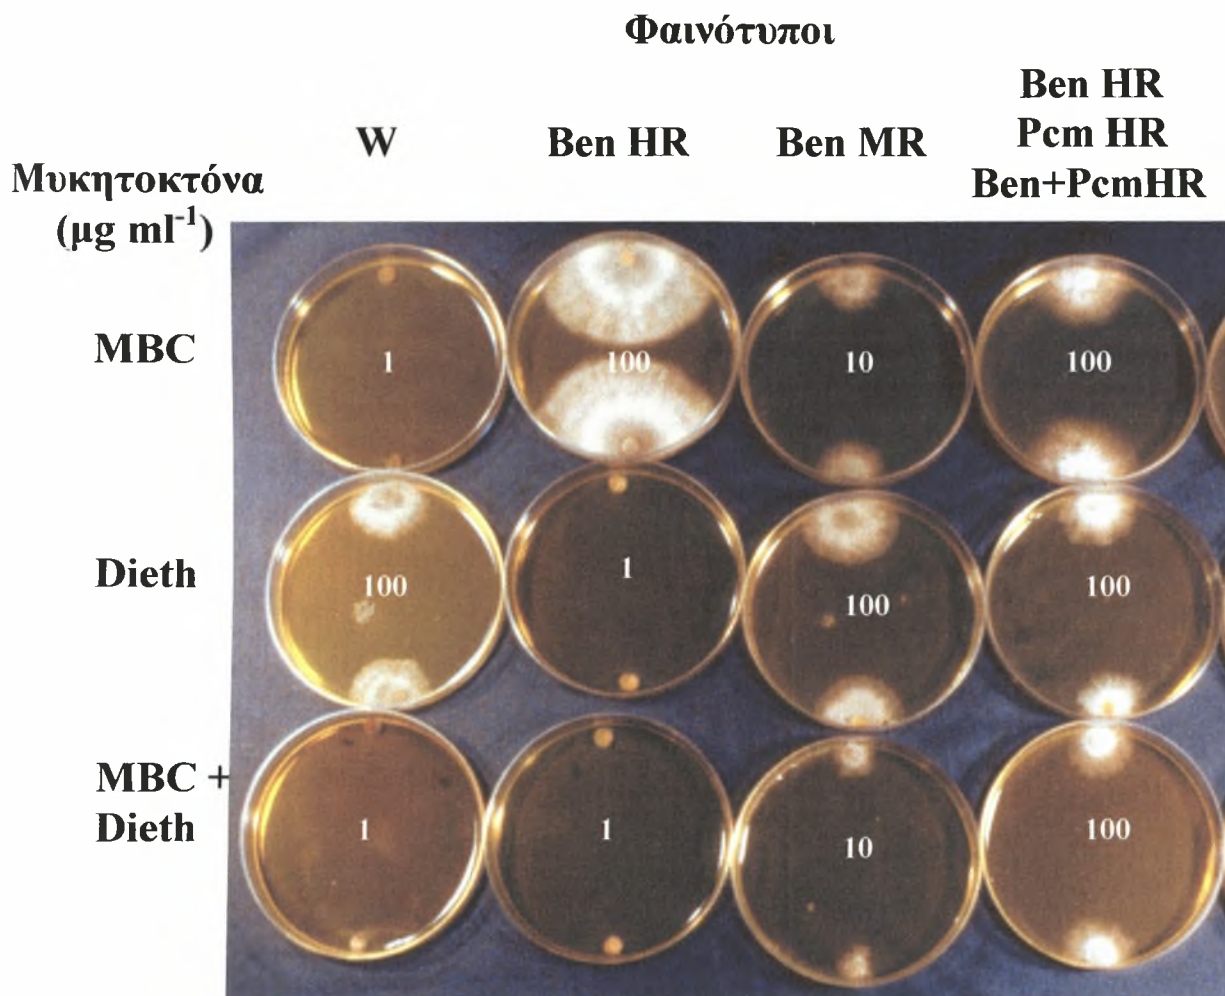 Φαινότυποι
W
Ben HR
Ben MR
Ben HR
Pcm HR
Ben+PcmHR
Μυκητοκτόνα
(μg ml⁻¹)
MBC
1
100
10
100
Dieth
100
1
100
100
MBC +
Dieth
1
1
10
100